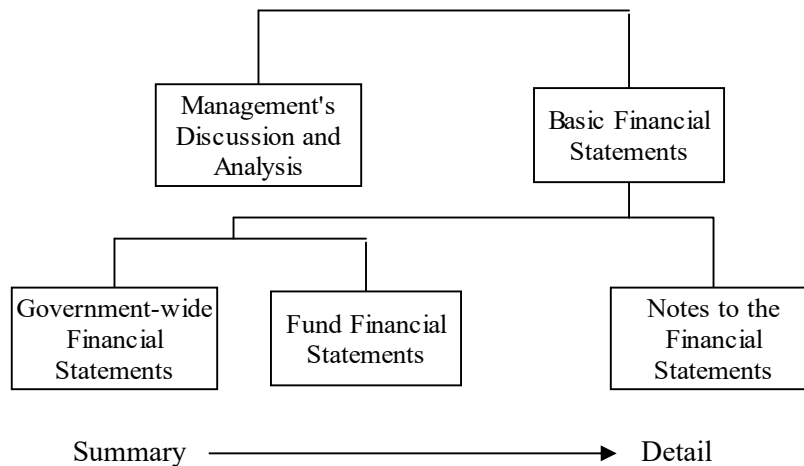 Management's
Discussion and
Analysis
Basic Financial
Statements
Government-wide
Financial
Statements
Fund Financial
Statements
Notes to the
Financial
Statements
Summary
Detail